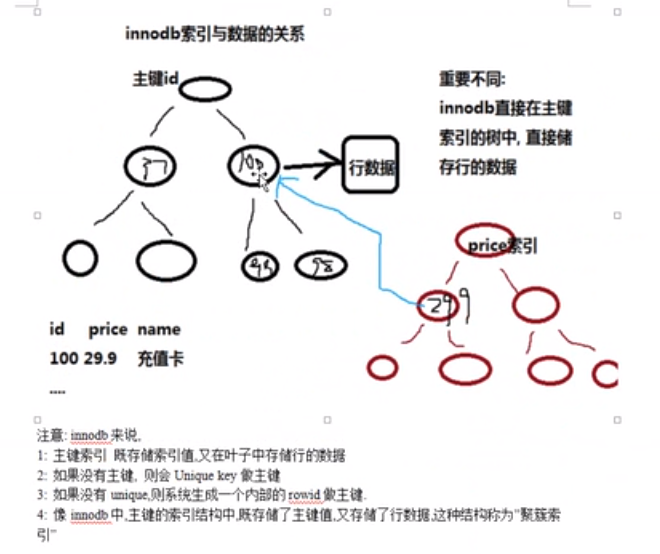 innodb索引与数据的关系
主键id
重要不同:
innodb直接在主键
索引的树中, 直接储
存行的数据
37
100
行数据
price索引
29.9
id price name
100 29.9 充值卡
....
注意: innodb来说,
1: 主键索引 既存储索引值,又在叶子中存储行的数据
2: 如果没有主键, 则会 Unique key 做主键
3: 如果没有 unique,则系统生成一个内部的 rowid 做主键.
4: 像 innodb 中,主键的索引结构中,既存储了主键值,又存储了行数据,这种结构称为"聚簇索
引"